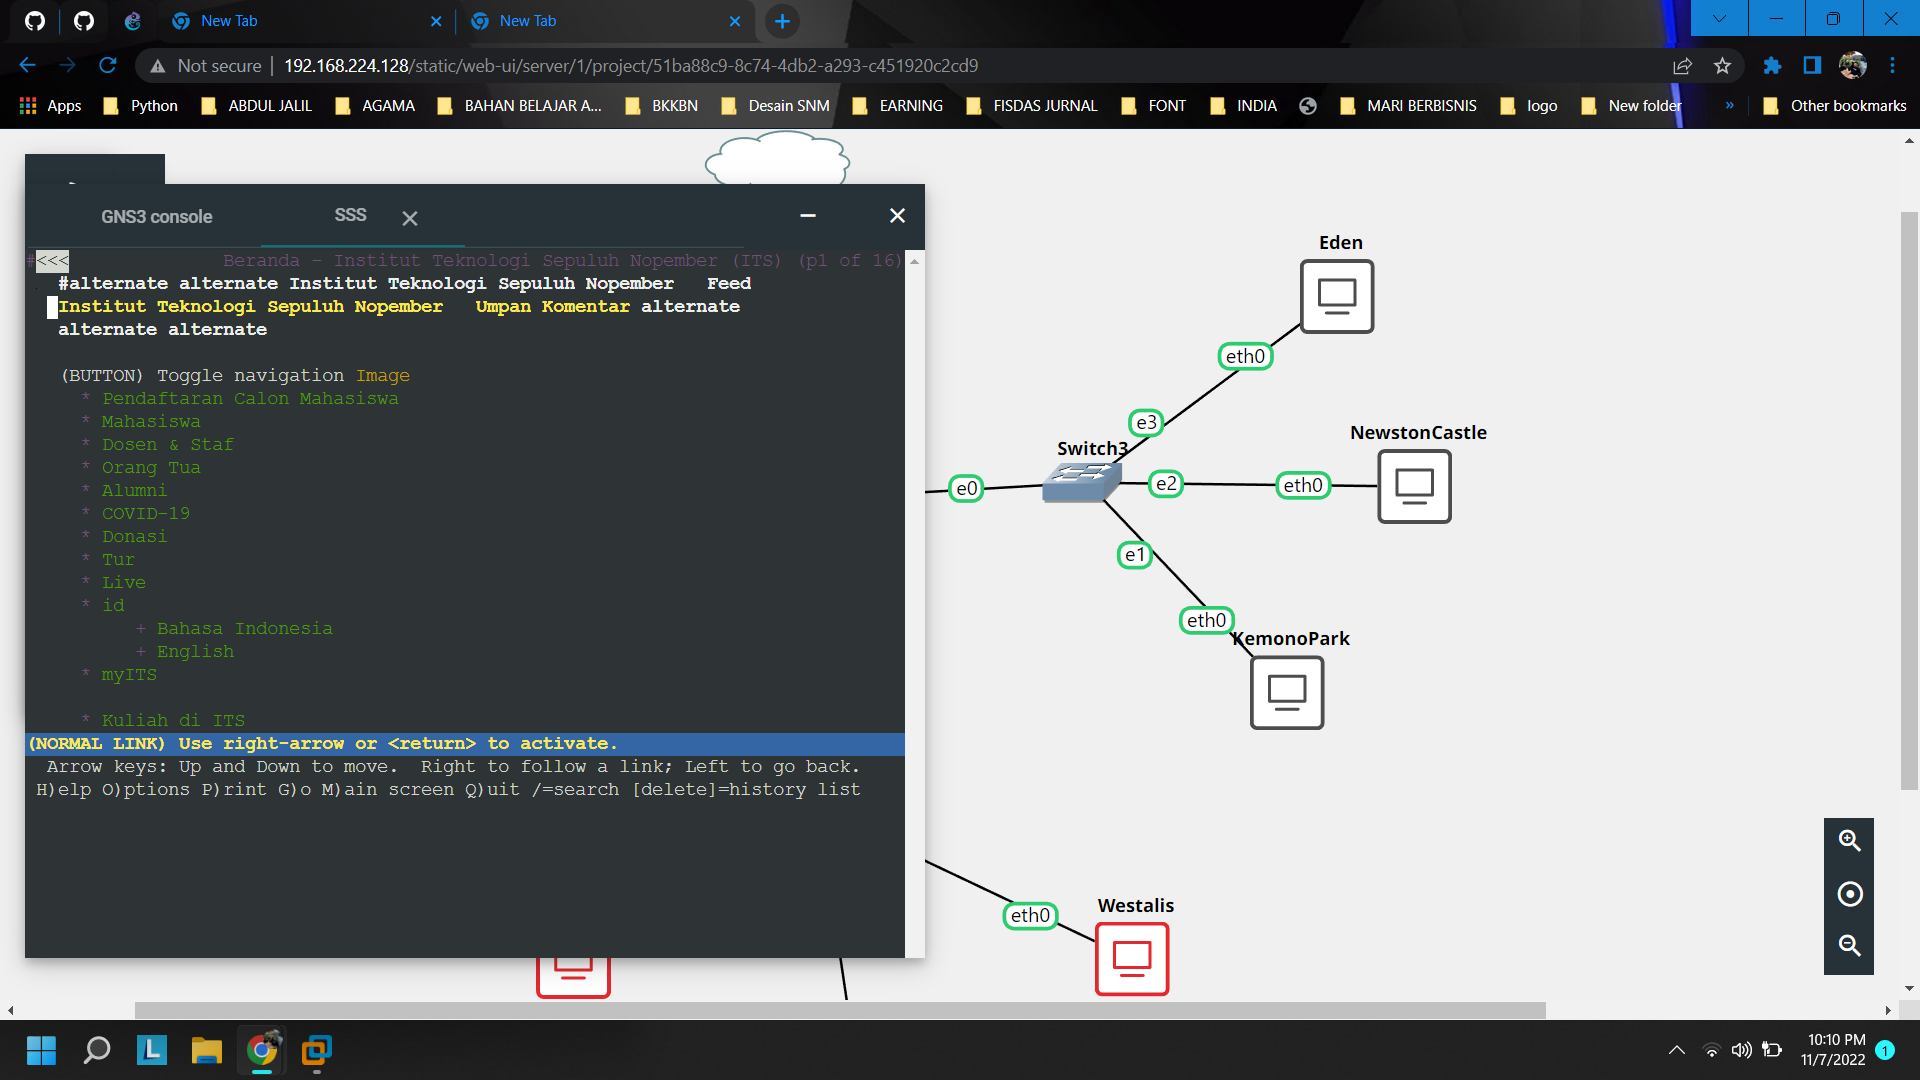 New Tab
New Tab
Not secure
192.168.224.128/static/web-ui/server/1/project/51ba88c9-8c74-4db2-a293-c451920c2cd9
Apps
Python
ABDUL JALIL
AGAMA
BAHAN BELAJAR A...
BKKBN
Desain SNM
EARNING
FISDAS JURNAL
FONT
INDIA
MARI BERBISNIS
logo
New folder
»
Other bookmarks
GNS3 console
SSS
#<<<
Beranda - Institut Teknologi Sepuluh Nopember (ITS) (p1 of 16)
#alternate alternate Institut Teknologi Sepuluh Nopember   Feed
Institut Teknologi Sepuluh Nopember   Umpan Komentar alternate
alternate alternate
(BUTTON) Toggle navigation Image
* Pendaftaran Calon Mahasiswa
* Mahasiswa
* Dosen & Staf
* Orang Tua
* Alumni
* COVID-19
* Donasi
* Tur
* Live
* id
+ Bahasa Indonesia
+ English
* myITS
* Kuliah di ITS
(NORMAL LINK) Use right-arrow or <return> to activate.
Arrow keys: Up and Down to move.  Right to follow a link; Left to go back.
H)elp O)ptions P)rint G)o M)ain screen Q)uit /=search [delete]=history list
Eden
eth0
e3
Switch3
NewstonCastle
e0
e2
eth0
e1
eth0
KemonoPark
Westalis
eth0
L
10:10 PM
11/7/2022
1